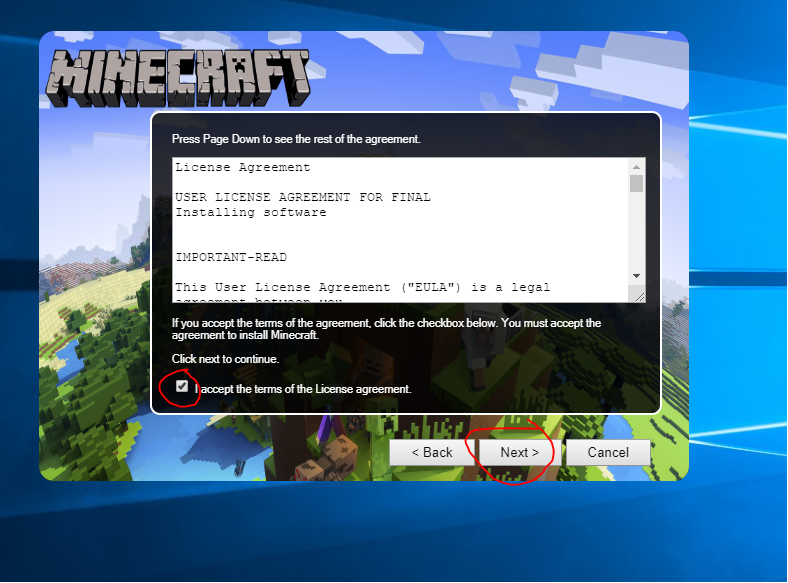 MINECRAFT
Press Page Down to see the rest of the agreement.
License Agreement
USER LICENSE AGREEMENT FOR FINAL
Installing software
IMPORTANT-READ
This User License Agreement ("EULA") is a legal
agreement between you
If you accept the terms of the agreement, click the checkbox below. You must accept the
agreement to install Minecraft.
Click next to continue.
I accept the terms of the License agreement.
< Back Next > Cancel